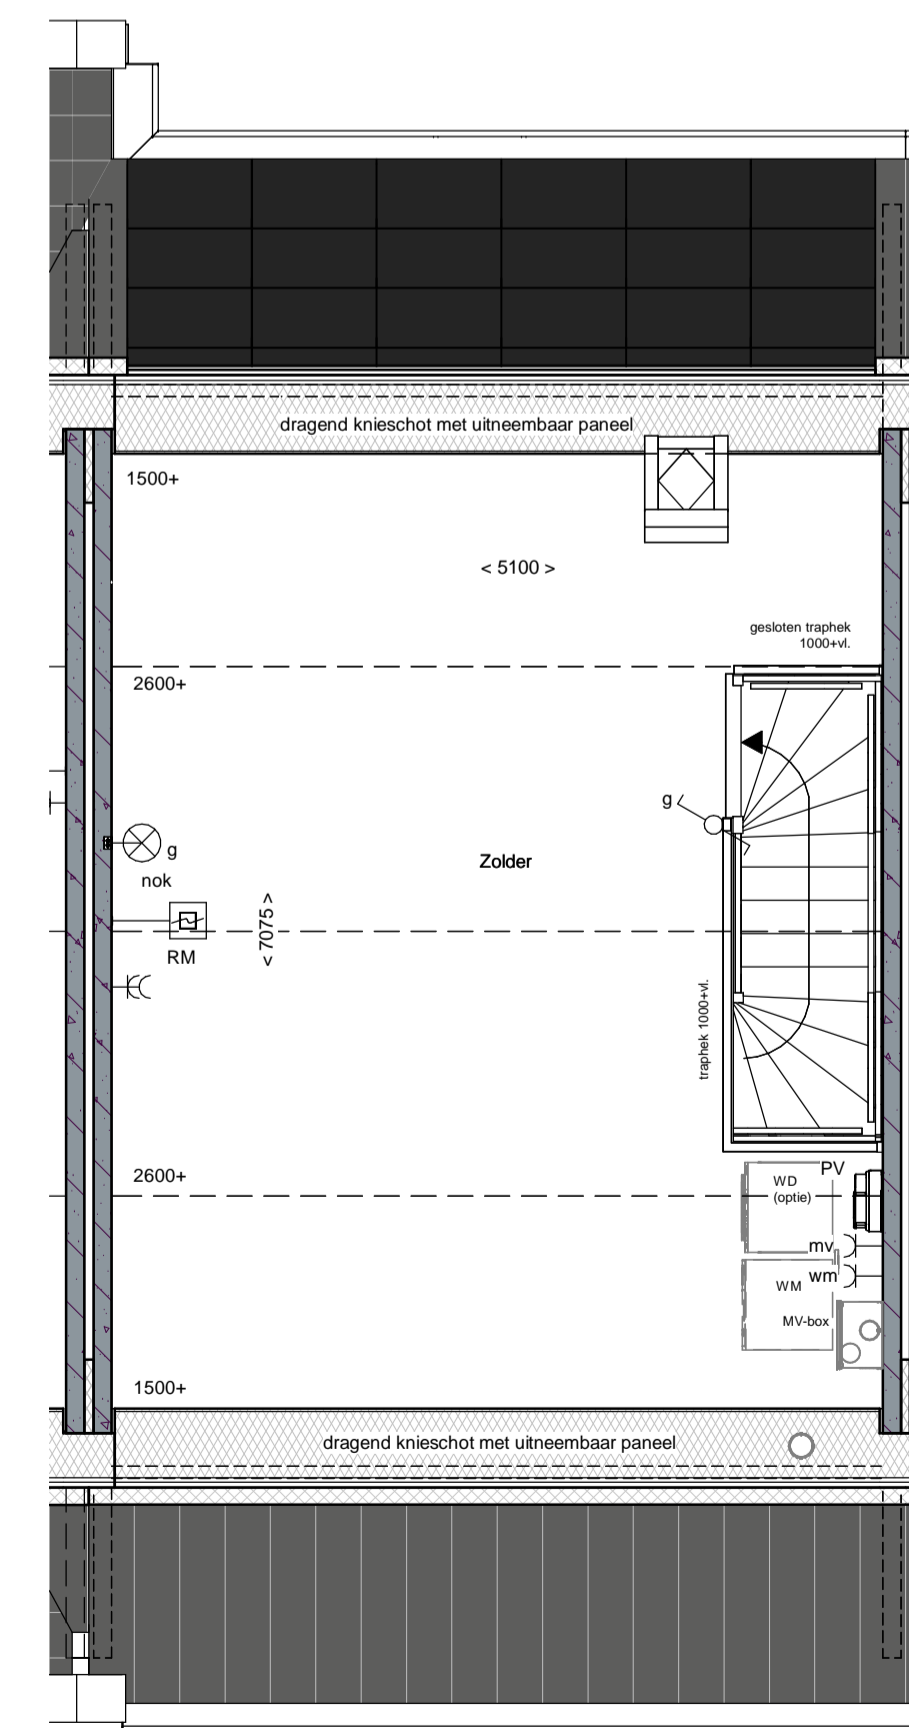 dragend knieschot met uitneembaar paneel
1500+
< 5100 >
gesloten traphek
1000+vl.
2600+
g
g
nok
Zolder
< 7075 >
RM
traphek 1000+vl.
2600+
PV
WD
(optie)
mv
wm
WM
MV-box
1500+
dragend knieschot met uitneembaar paneel